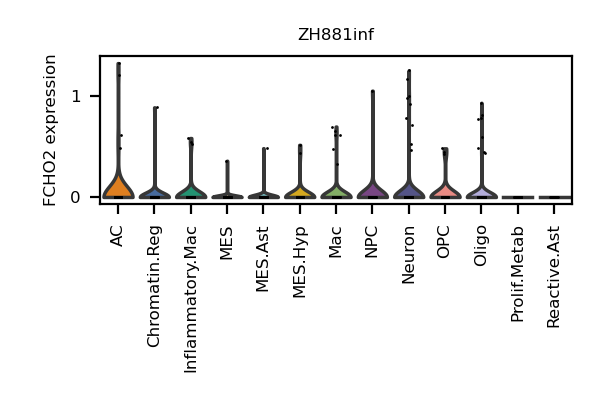 ZH881inf
FCHO2 expression
1
0
AC
Chromatin.Reg
Inflammatory.Mac
MES
MES.Ast
MES.Hyp
Mac
NPC
Neuron
OPC
Oligo
Prolif.Metab
Reactive.Ast